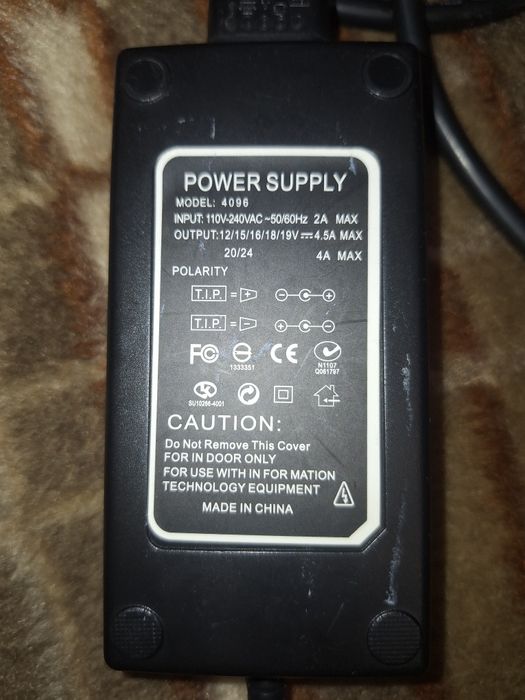 POWER SUPPLY
MODEL: 4096
INPUT: 110V-240VAC ~50/60Hz 2A MAX
OUTPUT:12/15/16/18/19V⎓4.5A MAX
20/24 4A MAX
POLARITY
T.I.P. = + − +
T.I.P. = − + −
FC CE
1333351 N1107
Q061797
SU10266-4001
CAUTION:
Do Not Remove This Cover
FOR IN DOOR ONLY
FOR USE WITH IN FOR MATION
TECHNOLOGY EQUIPMENT
MADE IN CHINA